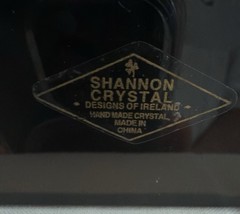 SHANNON
CRYSTAL
DESIGNS OF IRELAND
HAND MADE CRYSTAL
MADE IN
CHINA